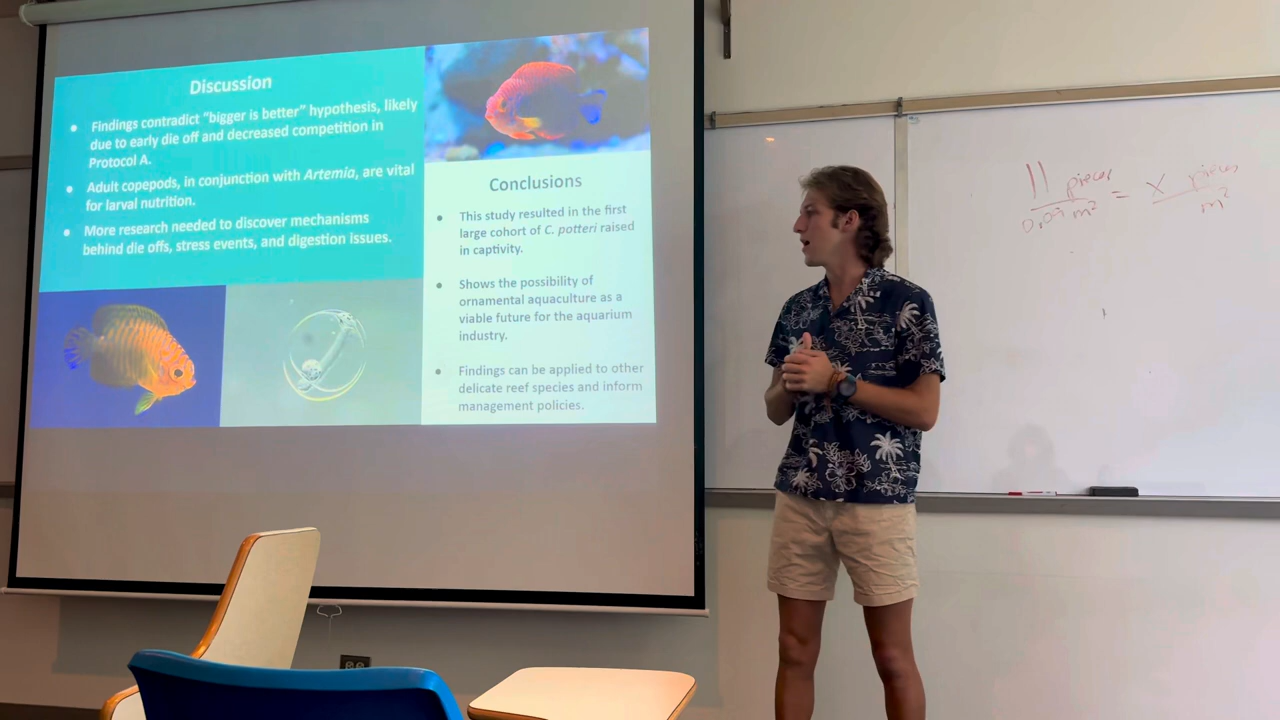 Discussion
Findings contradict "bigger is better" hypothesis, likely
due to early die off and decreased competition in
Protocol A.
Adult copepods, in conjunction with Artemia, are vital
for larval nutrition.
More research needed to discover mechanisms
behind die offs, stress events, and digestion issues.
Conclusions
This study resulted in the first
large cohort of C. potteri raised
in captivity.
Shows the possibility of
ornamental aquaculture as a
viable future for the aquarium
industry.
Findings can be applied to other
delicate reef species and inform
management policies.
11 pieces = X pieces
m² m²